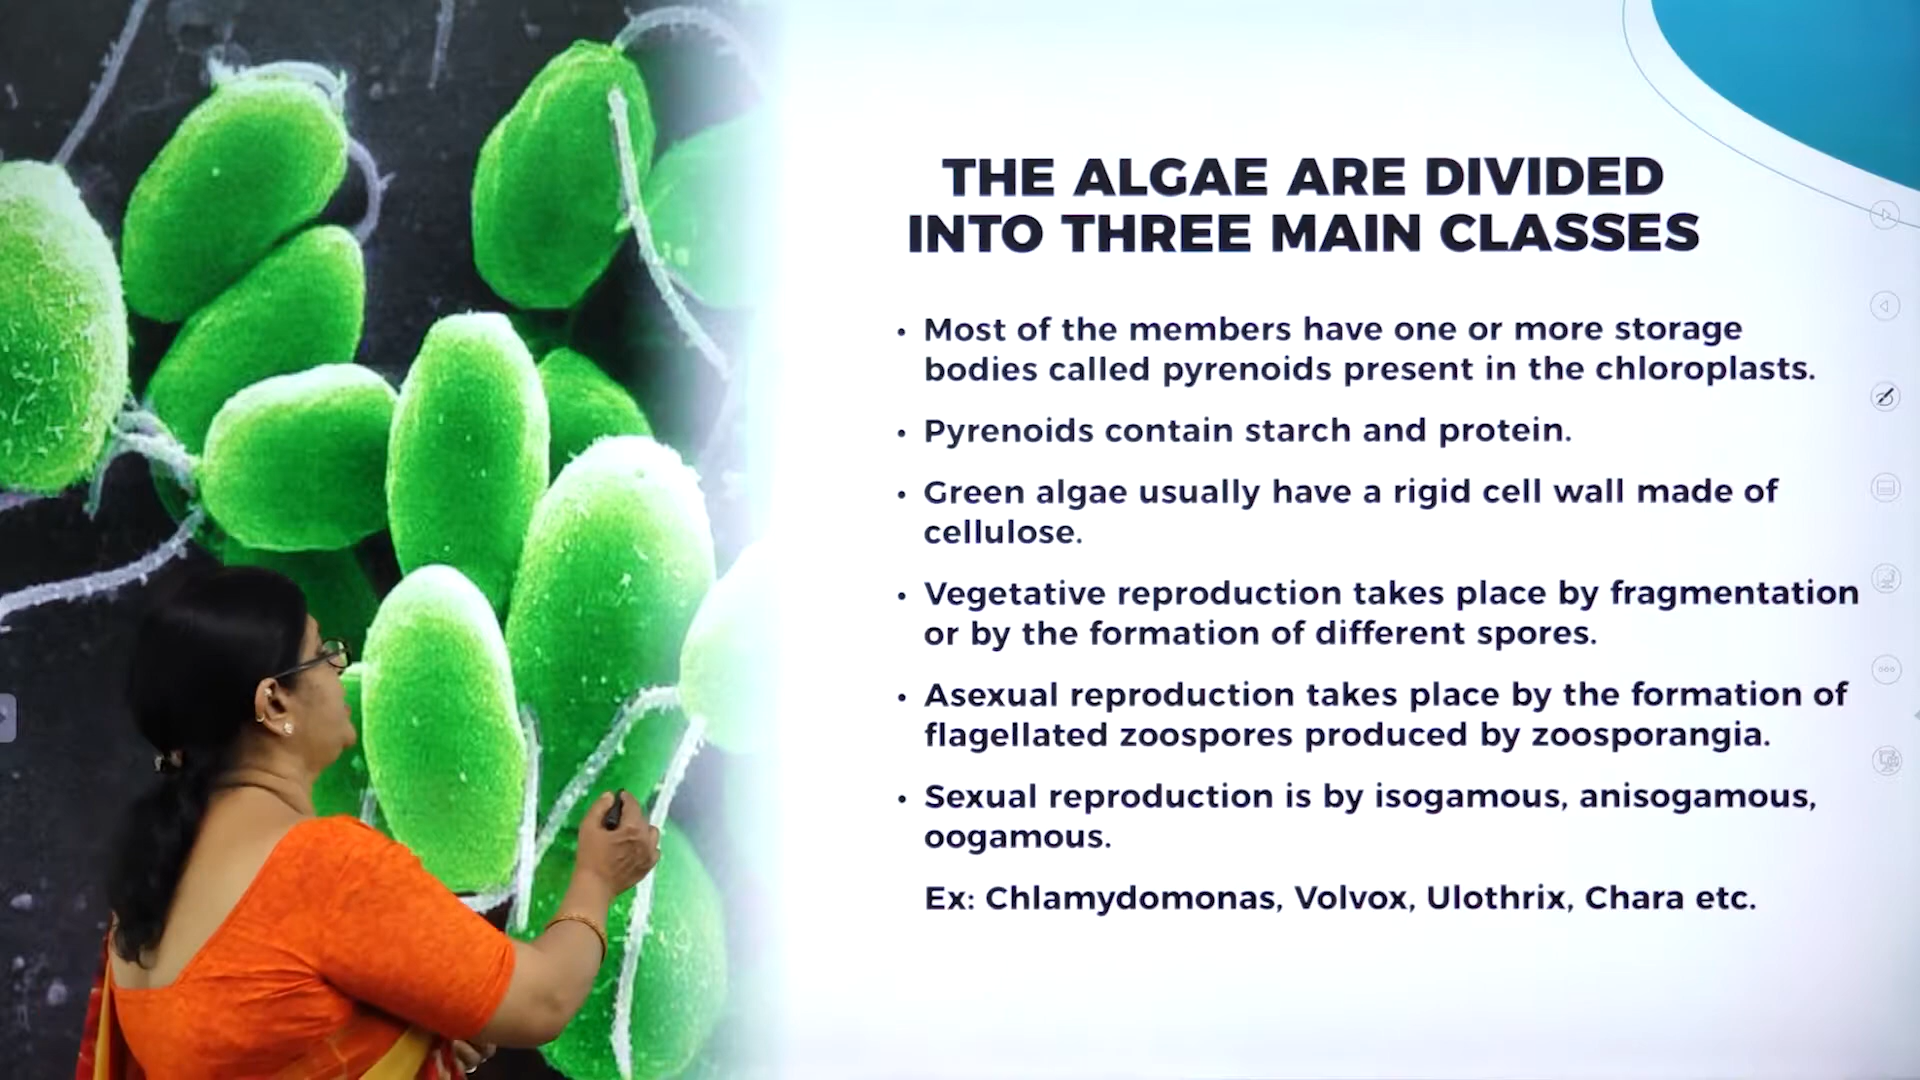 THE ALGAE ARE DIVIDED
INTO THREE MAIN CLASSES
• Most of the members have one or more storage
bodies called pyrenoids present in the chloroplasts.
• Pyrenoids contain starch and protein.
• Green algae usually have a rigid cell wall made of
cellulose.
• Vegetative reproduction takes place by fragmentation
or by the formation of different spores.
• Asexual reproduction takes place by the formation of
flagellated zoospores produced by zoosporangia.
• Sexual reproduction is by isogamous, anisogamous,
oogamous.
Ex: Chlamydomonas, Volvox, Ulothrix, Chara etc.